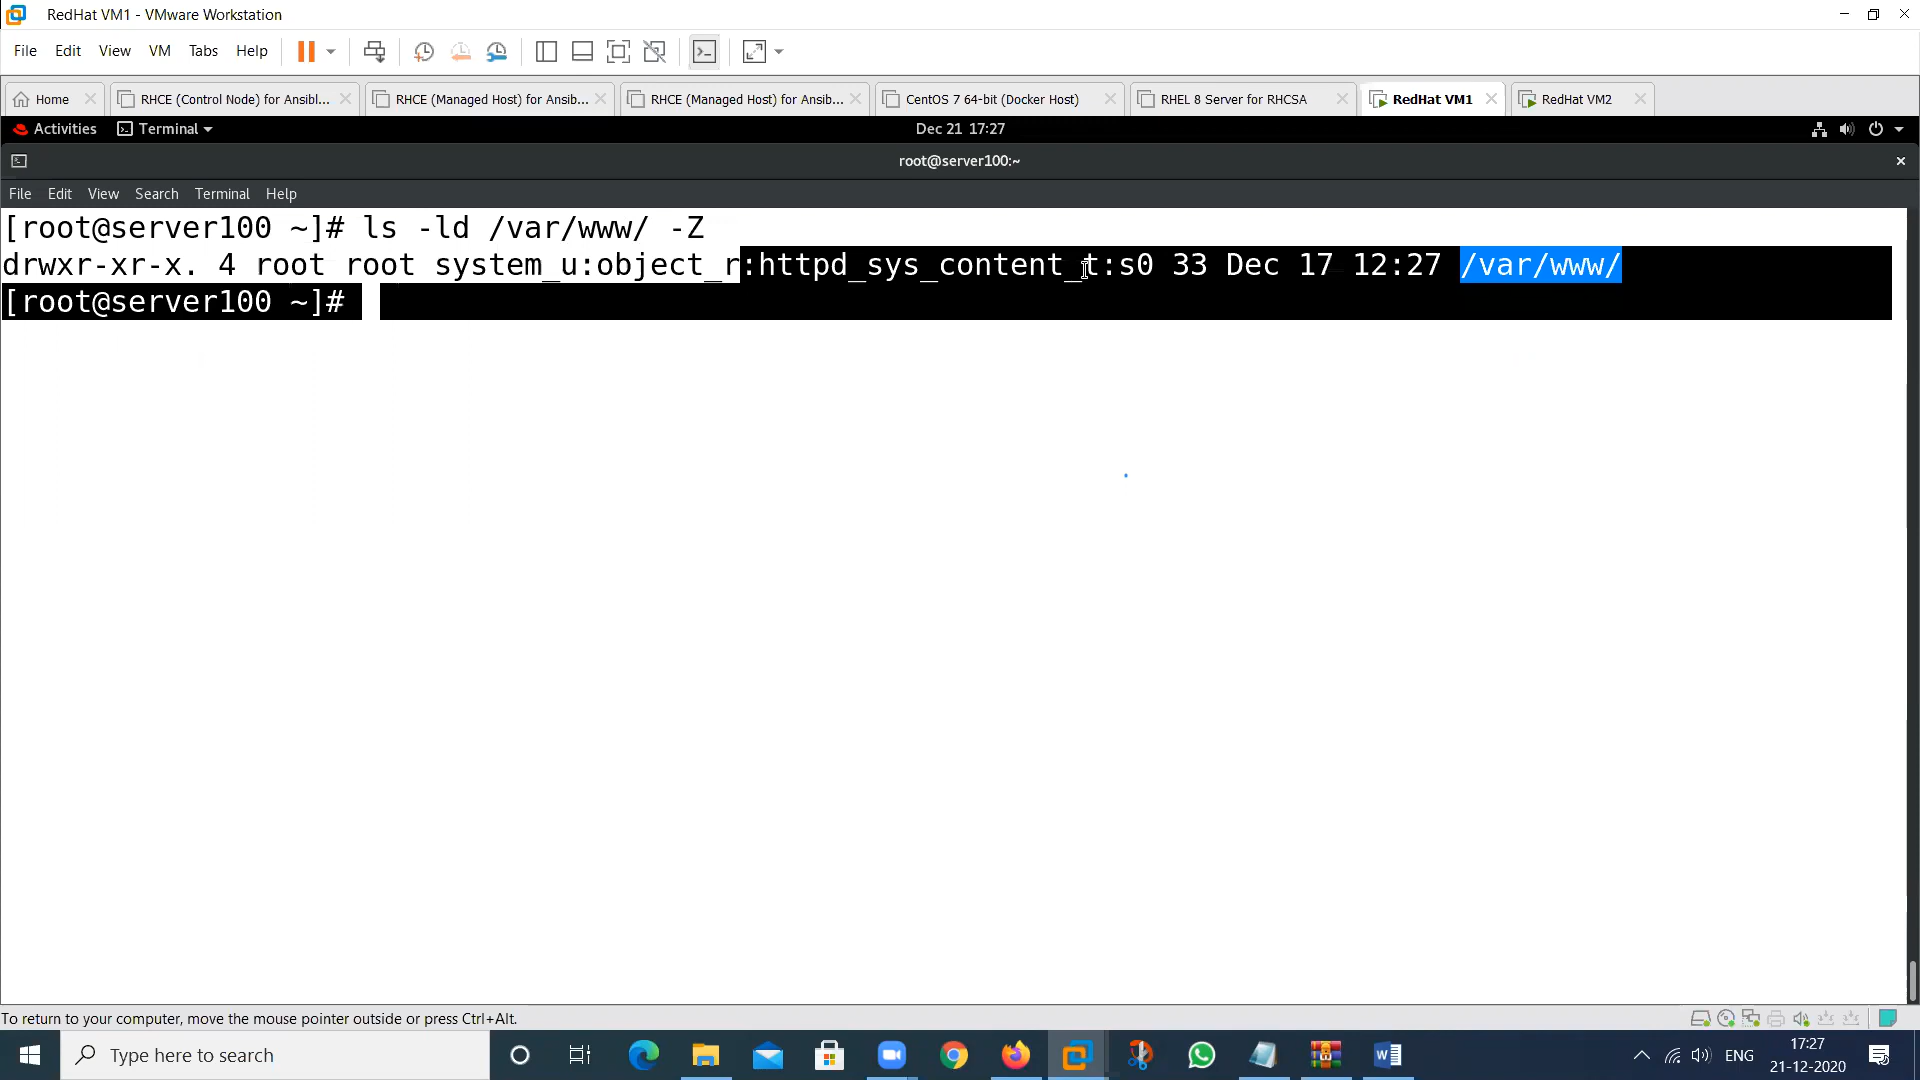 RedHat VM1 - VMware Workstation
File Edit View VM Tabs Help
Home RHCE (Control Node) for Ansibl... RHCE (Managed Host) for Ansib... RHCE (Managed Host) for Ansib... CentOS 7 64-bit (Docker Host) RHEL 8 Server for RHCSA RedHat VM1 RedHat VM2
Activities Terminal Dec 21 17:27
root@server100:~
File Edit View Search Terminal Help
[root@server100 ~]# ls -ld /var/www/ -Z
drwxr-xr-x. 4 root root system_u:object_r:httpd_sys_content_t:s0 33 Dec 17 12:27 /var/www/
[root@server100 ~]#
To return to your computer, move the mouse pointer outside or press Ctrl+Alt.
Type here to search ENG 17:27
21-12-2020